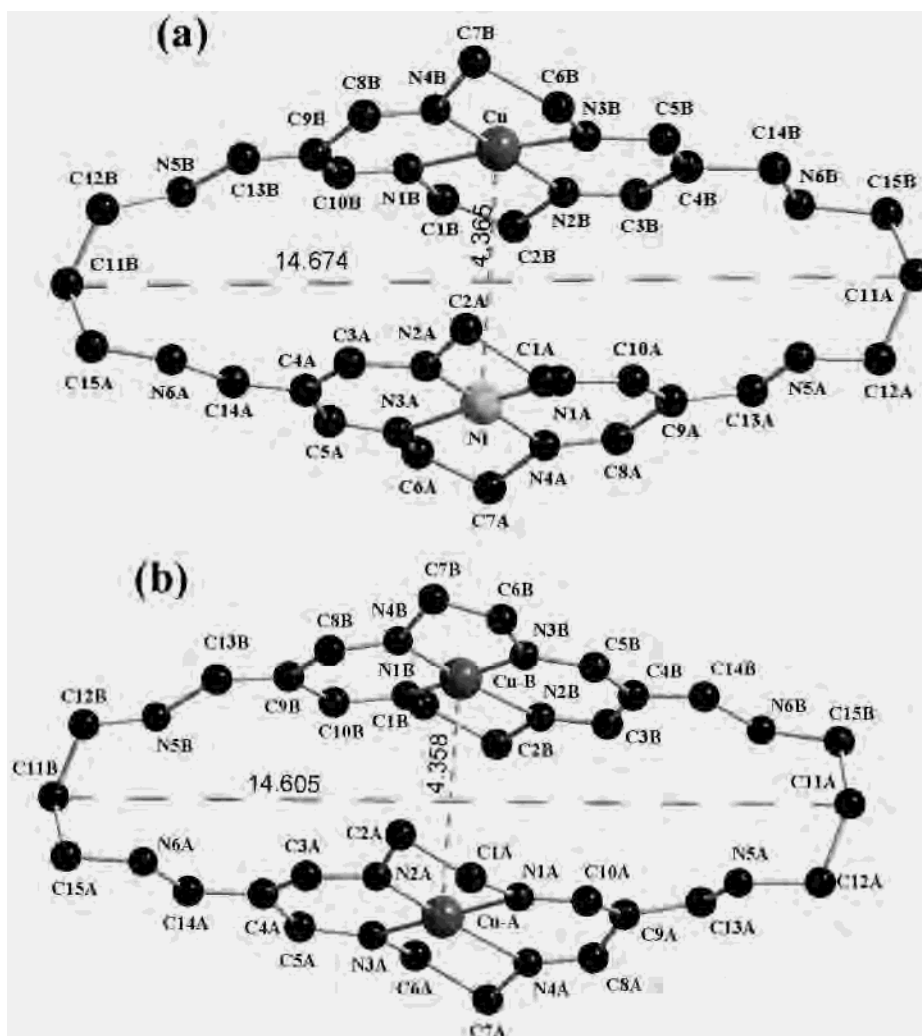 (a)
C7B
C8B N4B C6B
N3B C5B
C9B Cu C14B
N5B
C12B C13B N6B C15B
C10B N1B N2B C4B
C1B C3B
4.365
C2B
14.674
C11B C11A
C2A
C3A N2A C1A C10A
C4A
C15A N5A
N6A N3A N1A C12A
C14A Ni C13A
C9A
C5A
C6A N4A C8A
C7A
(b)
C7B
C6B
N4B
C8B
C13B N3B
C5B
N1B C4B C14B
Cu-B
C12B N2B
C9B N6B
C1B C15B
N5B C10B C3B
C2B
4.358
C11B 14.605 C11A
C2A
N6A C3A C1A
N5A
N2A N1A C10A
C15A C12A
C14A Cu-A
C4A C9A C13A
C5A N3A
C6A N4A C8A
C7A